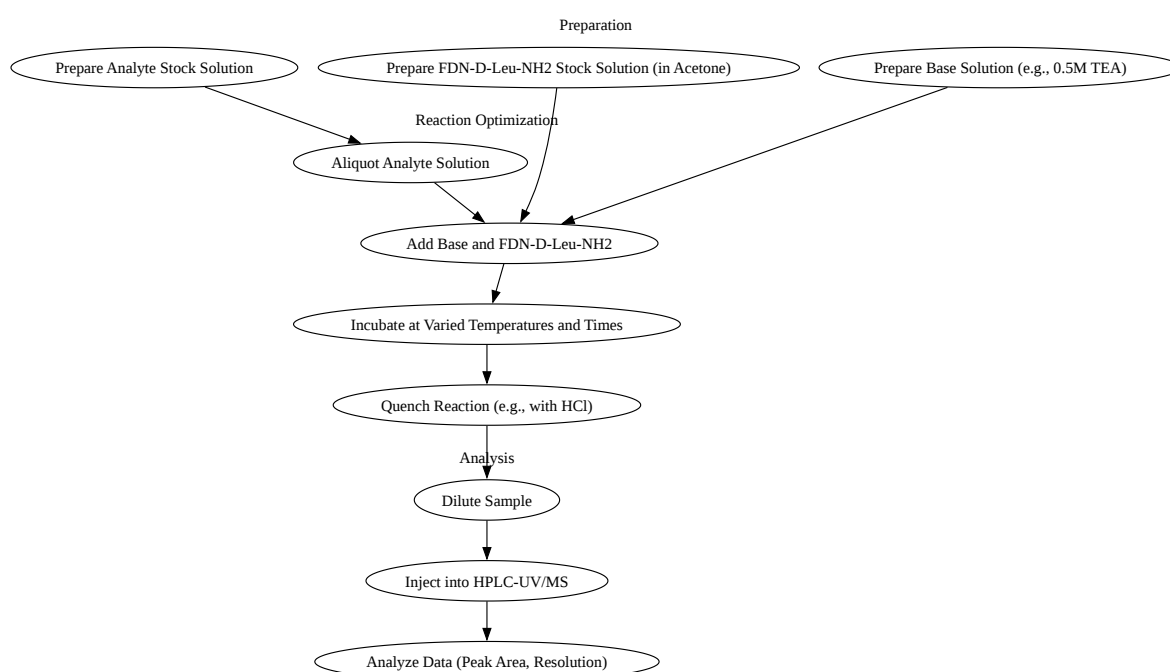 Preparation
Prepare Analyte Stock Solution
Prepare FDN-D-Leu-NH2 Stock Solution (in Acetone)
Prepare Base Solution (e.g., 0.5M TEA)
Reaction Optimization
Aliquot Analyte Solution
Add Base and FDN-D-Leu-NH2
Incubate at Varied Temperatures and Times
Quench Reaction (e.g., with HCl)
Analysis
Dilute Sample
Inject into HPLC-UV/MS
Analyze Data (Peak Area, Resolution)